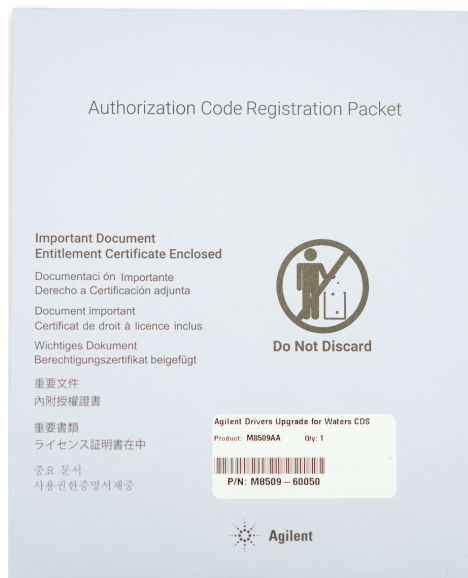 Authorization Code Registration Packet
Important Document
Entitlement Certificate Enclosed
Documentaci ón Importante
Derecho a Certificación adjunta
Document important
Certificat de droit à licence inclus
Wichtiges Dokument
Berechtigungszertifikat beigefügt
重要文件
內附授權證書
重要書類
ライセンス証明書在中
중요 문서
사용권한증명서재중
Do Not Discard
Agilent Drivers Upgrade for Waters CDS
Product: M8509AA Qty: 1
P/N: M8509 – 60050
Agilent